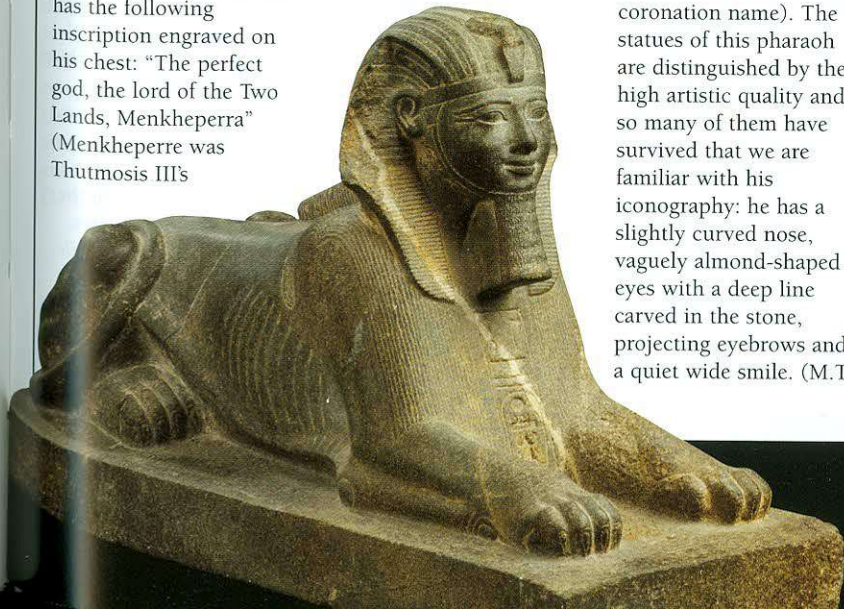 has the following
inscription engraved on
his chest: “The perfect
god, the lord of the Two
Lands, Menkheperra”
(Menkheperre was
Thutmosis III’s
coronation name). The
statues of this pharaoh
are distinguished by the
high artistic quality and
so many of them have
survived that we are
familiar with his
iconography: he has a
slightly curved nose,
vaguely almond-shaped
eyes with a deep line
carved in the stone,
projecting eyebrows and
a quiet wide smile. (M.T